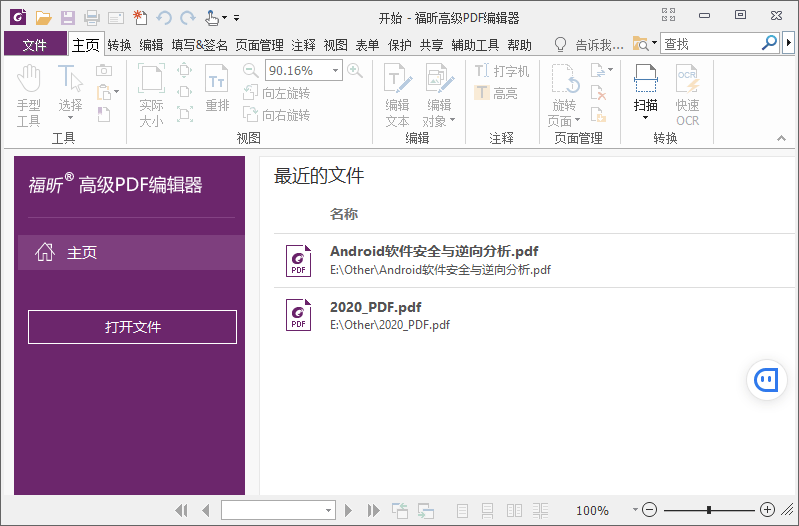 开始 - 福昕高级PDF编辑器
文件 主页 转换 编辑 填写&签名 页面管理 注释 视图 表单 保护 共享 辅助工具 帮助 告诉我... 查找
手型工具
选择
实际大小
重排
90.16%
向左旋转
向右旋转
编辑文本
编辑对象
打字机
高亮
旋转页面
扫描
快速OCR
OCR
工具 视图 编辑 注释 页面管理 转换
福昕® 高级PDF编辑器
主页
打开文件
最近的文件
名称
PDF
Android软件安全与逆向分析.pdf
E:\Other\Android软件安全与逆向分析.pdf
PDF
2020_PDF.pdf
E:\Other\2020_PDF.pdf
100%